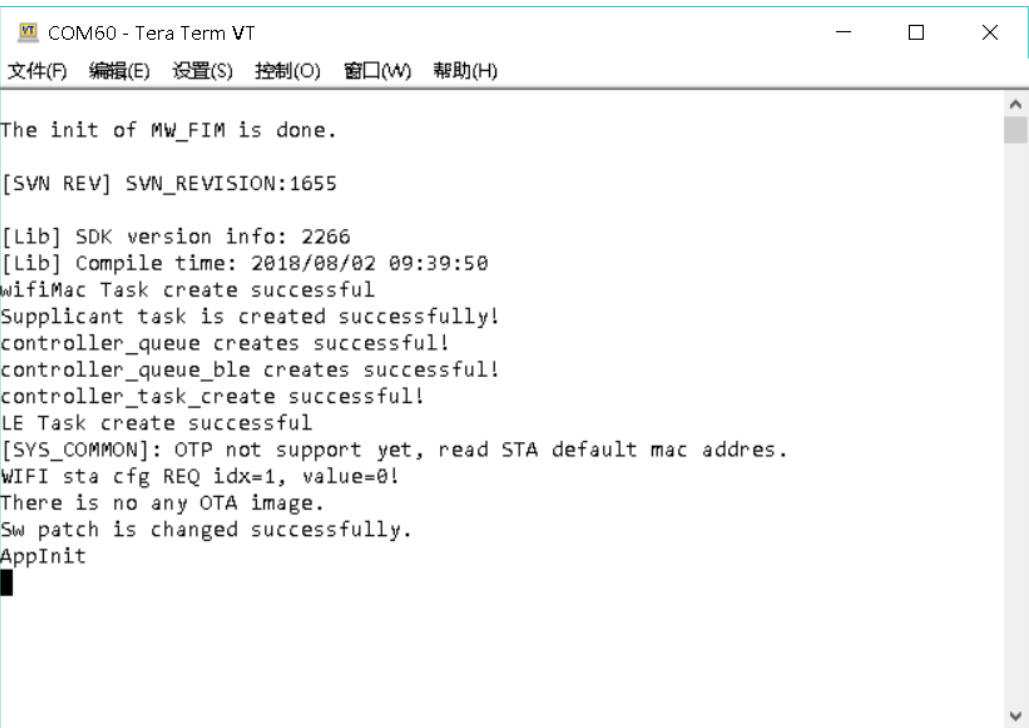 COM60 - Tera Term VT
文件(F) 编辑(E) 设置(S) 控制(O) 窗口(W) 帮助(H)
The init of MW_FIM is done.
[SVN REV] SVN_REVISION:1655
[Lib] SDK version info: 2266
[Lib] Compile time: 2018/08/02 09:39:50
wifiMac Task create successful
Supplicant task is created successfully!
controller_queue creates successful!
controller_queue_ble creates successful!
controller_task_create successful!
LE Task create successful
[SYS_COMMON]: OTP not support yet, read STA default mac addres.
WIFI sta cfg REQ idx=1, value=0!
There is no any OTA image.
Sw patch is changed successfully.
AppInit